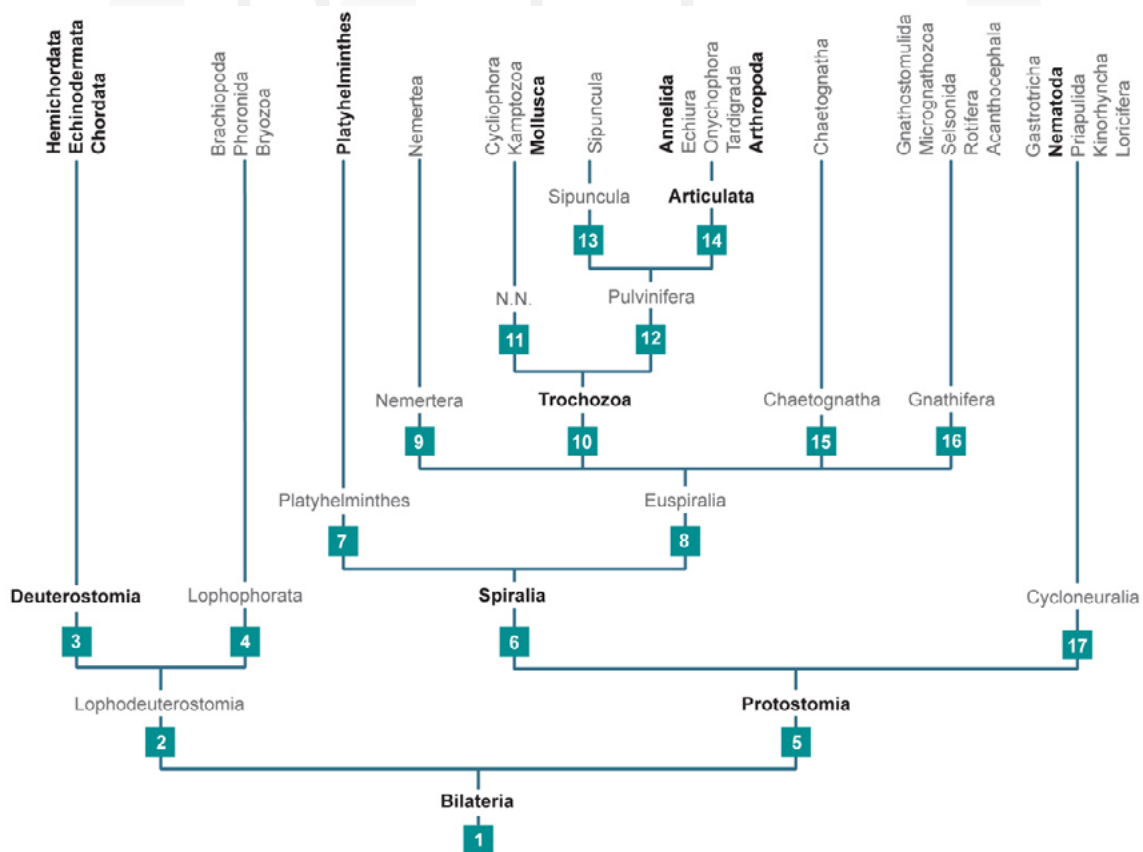 Hemichordata
Echinodermata
Chordata
Brachiopoda
Phoronida
Bryozoa
Platyhelminthes
Nemertea
Cycliophora
Kamptozoa
Mollusca
Sipuncula
Annelida
Echiura
Onychophora
Tardigrada
Arthropoda
Chaetognatha
Gnathostomulida
Micrognathozoa
Seisonida
Rotifera
Acanthocephala
Gastrotricha
Nematoda
Priapulida
Kinorhyncha
Loricifera
Sipuncula
Articulata
13
14
N.N.
Pulvinifera
11
12
Nemertera
Trochozoa
Chaetognatha
Gnathifera
9
10
15
16
Platyhelminthes
Euspiralia
7
8
Deuterostomia
Lophophorata
Spiralia
Cycloneuralia
3
4
6
17
Lophodeuterostomia
Protostomia
2
5
Bilateria
1